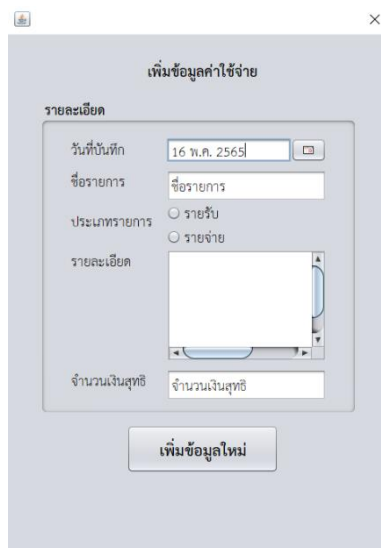 เพิ่มข้อมูลค่าใช้จ่าย
รายละเอียด
วันที่บันทึก 16 พ.ค. 2565
ชื่อรายการ ชื่อรายการ
ประเภทรายการ รายรับ
รายจ่าย
รายละเอียด
จำนวนเงินสุทธิ จำนวนเงินสุทธิ
เพิ่มข้อมูลใหม่